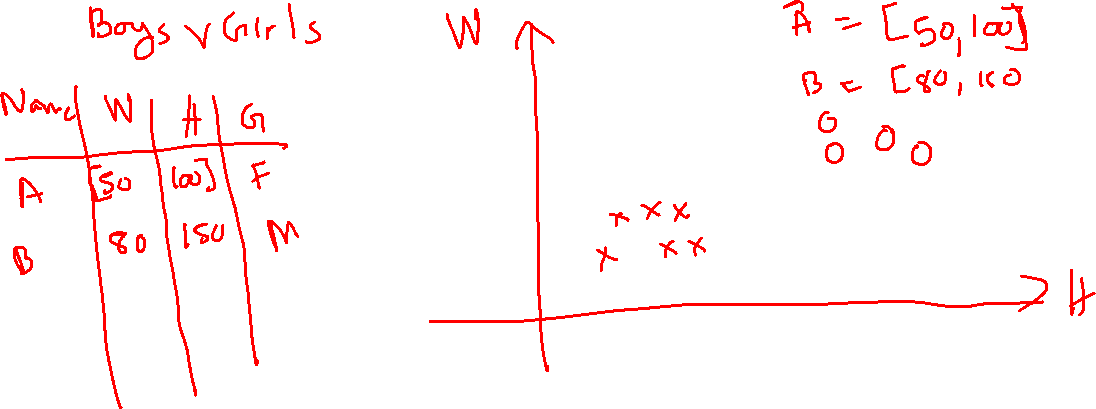 Boys v Girls
Name W H G
A [50 100] F
B 80 150 M
W
H
A = [50, 100]
B = [80, 150